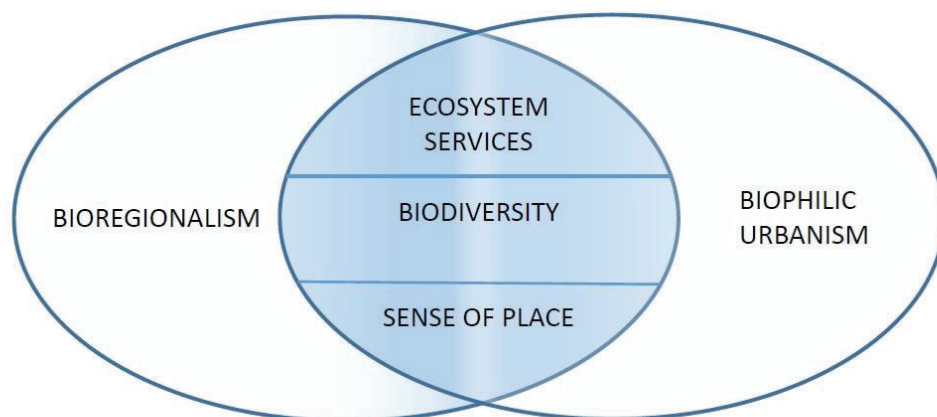 ECOSYSTEM
SERVICES
BIOREGIONALISM
BIODIVERSITY
BIOPHILIC
URBANISM
SENSE OF PLACE